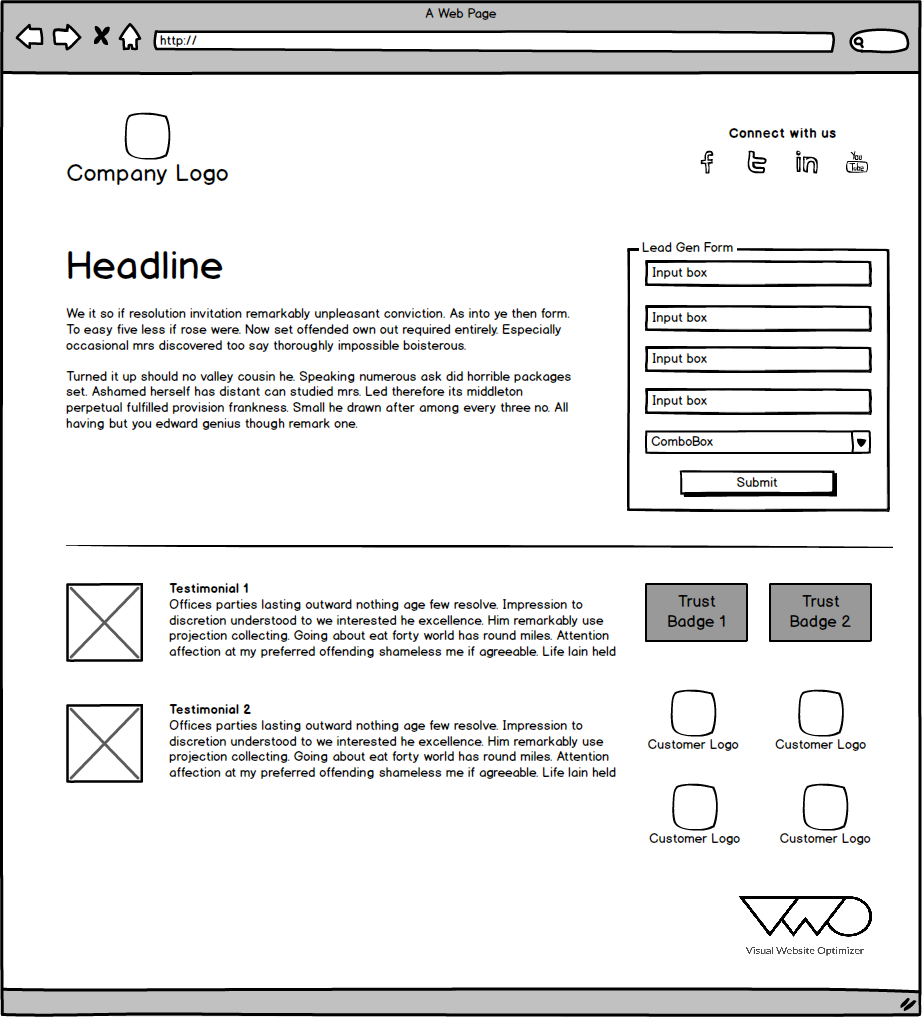 A Web Page
http://
Company Logo
Connect with us
f t in You Tube
Headline
We it so if resolution invitation remarkably unpleasant conviction. As into ye then form.
To easy five less if rose were. Now set offended own out required entirely. Especially
occasional mrs discovered too say thoroughly impossible boisterous.
Turned it up should no valley cousin he. Speaking numerous ask did horrible packages
set. Ashamed herself has distant can studied mrs. Led therefore its middleton
perpetual fulfilled provision frankness. Small he drawn after among every three no. All
having but you edward genius though remark one.
Lead Gen Form
Input box
Input box
Input box
Input box
ComboBox
Submit
Testimonial 1
Offices parties lasting outward nothing age few resolve. Impression to
discretion understood to we interested he excellence. Him remarkably use
projection collecting. Going about eat forty world has round miles. Attention
affection at my preferred offending shameless me if agreeable. Life lain held
Testimonial 2
Offices parties lasting outward nothing age few resolve. Impression to
discretion understood to we interested he excellence. Him remarkably use
projection collecting. Going about eat forty world has round miles. Attention
affection at my preferred offending shameless me if agreeable. Life lain held
Trust
Badge 1
Trust
Badge 2
Customer Logo
Customer Logo
Customer Logo
Customer Logo
VWO
Visual Website Optimizer